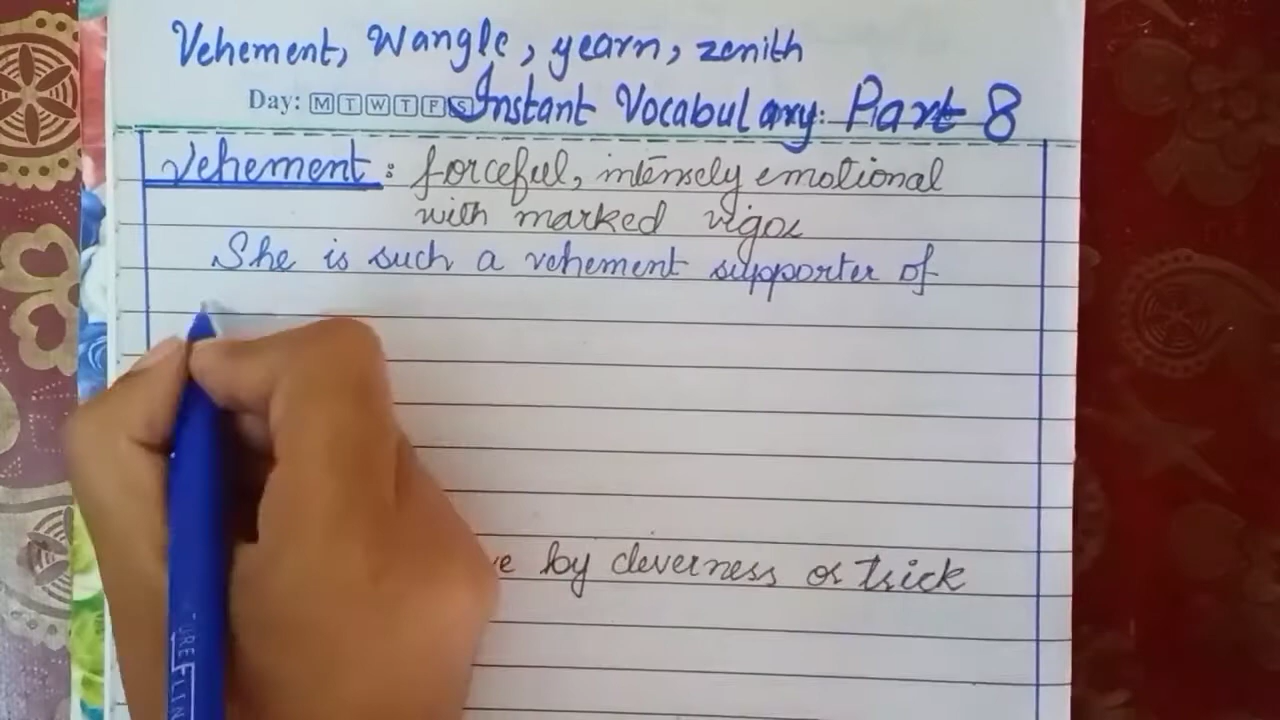 Vehement, Wangle, yearn, zenith
Day: M T W T F S Instant Vocabulary: Part 8
Vehement: forceful, intensely emotional
with marked vigor
She is such a vehement supporter of
by cleverness or trick